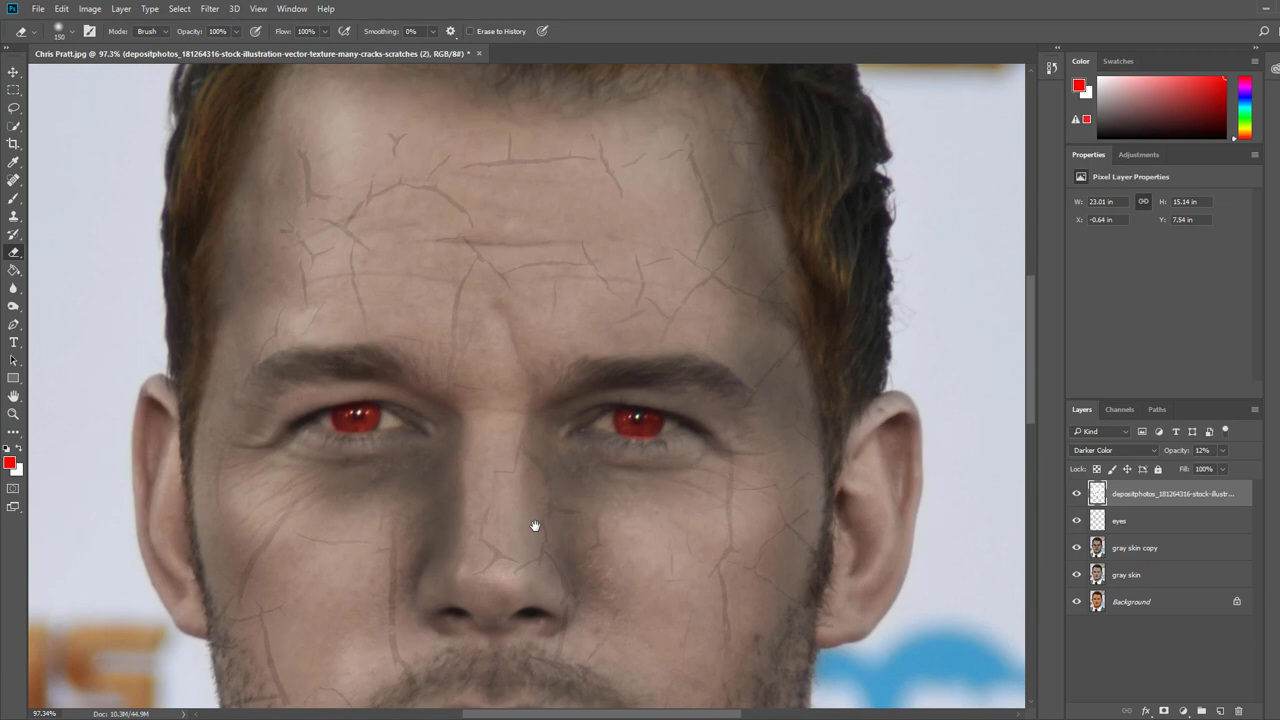 Ps File Edit Image Layer Type Select Filter 3D View Window Help
150 Mode: Brush Opacity: 100% Flow: 100% Smoothing: 0% Erase to History
Chris Pratt.jpg @ 97.3% (depositphotos_181264316-stock-illustration-vector-texture-many-cracks-scratches (2), RGB/8#) * ×
Color Swatches
Properties Adjustments
Pixel Layer Properties
W: 23.01 in H: 15.14 in
X: -0.64 in Y: 7.54 in
Layers Channels Paths
Kind
Darker Color Opacity: 12%
Lock: Fill: 100%
depositphotos_181264316-stock-illustr...
eyes
gray skin copy
gray skin
Background
97.34% Doc: 10.3M/44.9M